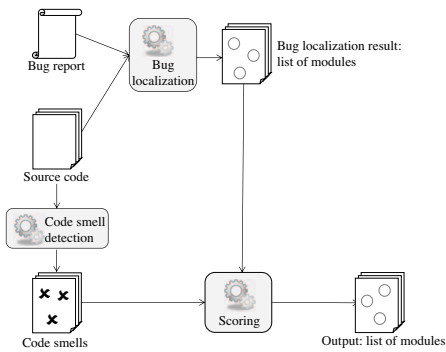 Bug report
Bug
localization
Bug localization result:
list of modules
Source code
Code smell
detection
Code smells
Scoring
Output: list of modules